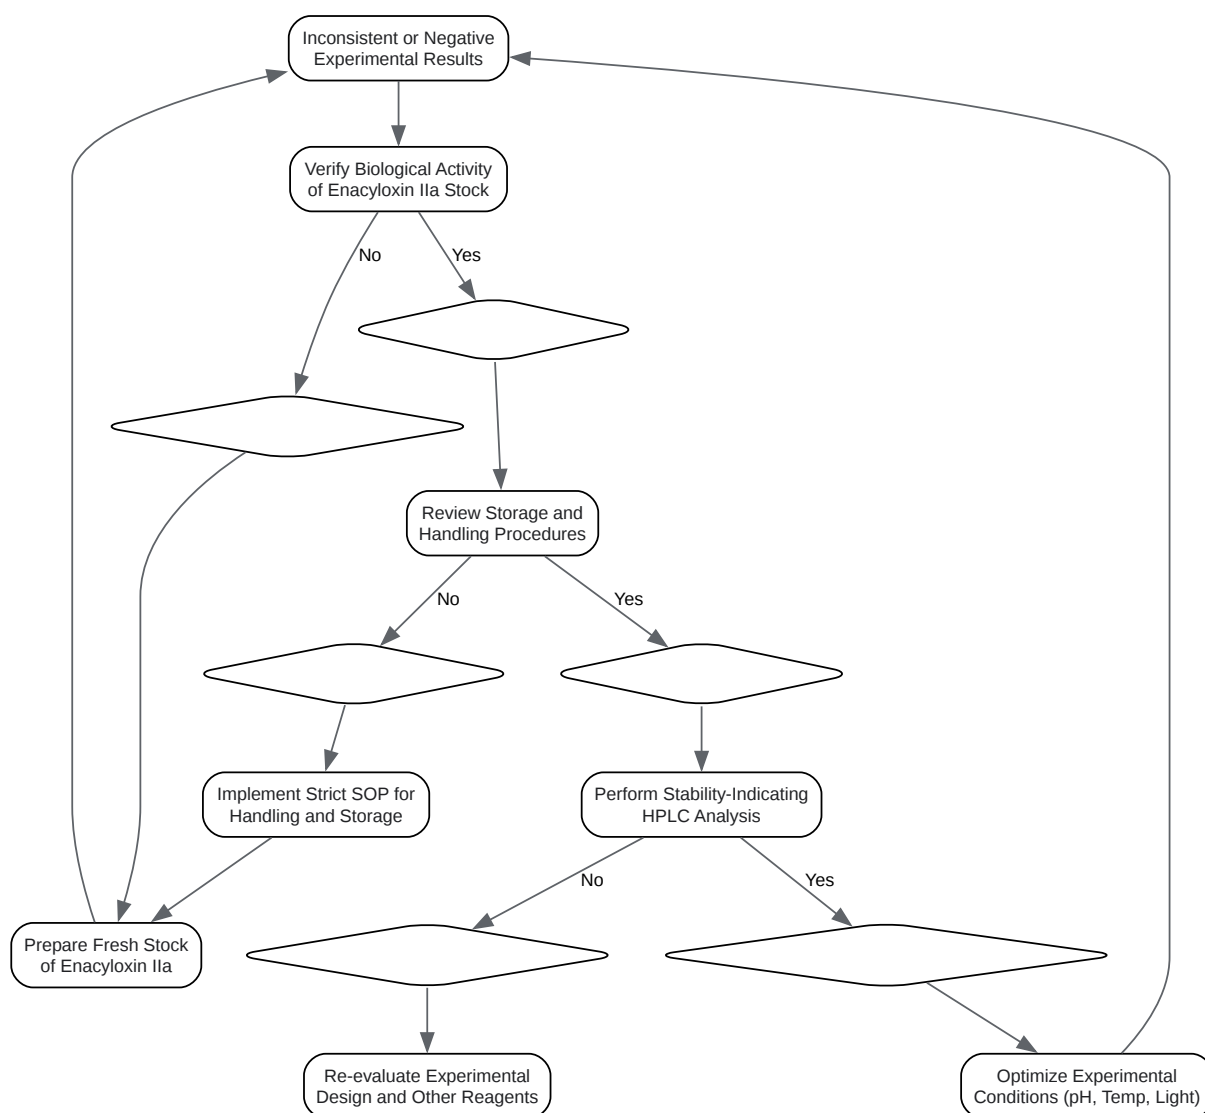 Inconsistent or Negative
Experimental Results
Verify Biological Activity
of Enacyloxin IIa Stock
No
Yes
Review Storage and
Handling Procedures
No
Yes
Implement Strict SOP for
Handling and Storage
Perform Stability-Indicating
HPLC Analysis
No
Yes
Prepare Fresh Stock
of Enacyloxin IIa
Re-evaluate Experimental
Design and Other Reagents
Optimize Experimental
Conditions (pH, Temp, Light)